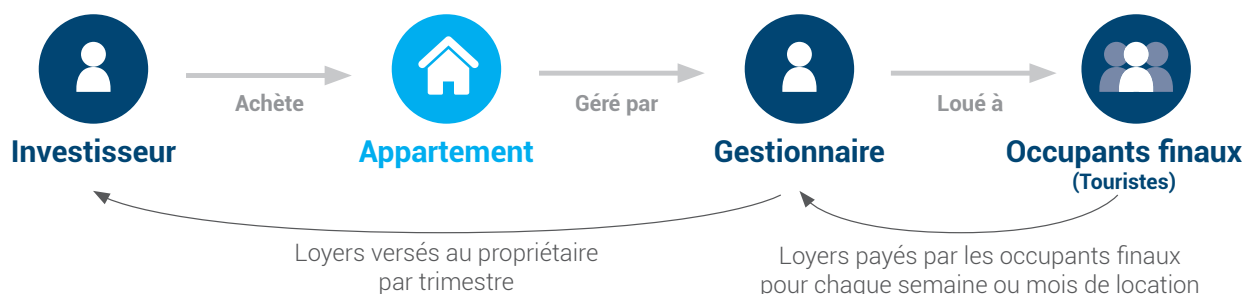 Achète
Géré par
Loué à
Investisseur
Appartement
Gestionnaire
Occupants finaux
(Touristes)
Loyers versés au propriétaire
par trimestre
Loyers payés par les occupants finaux
pour chaque semaine ou mois de location